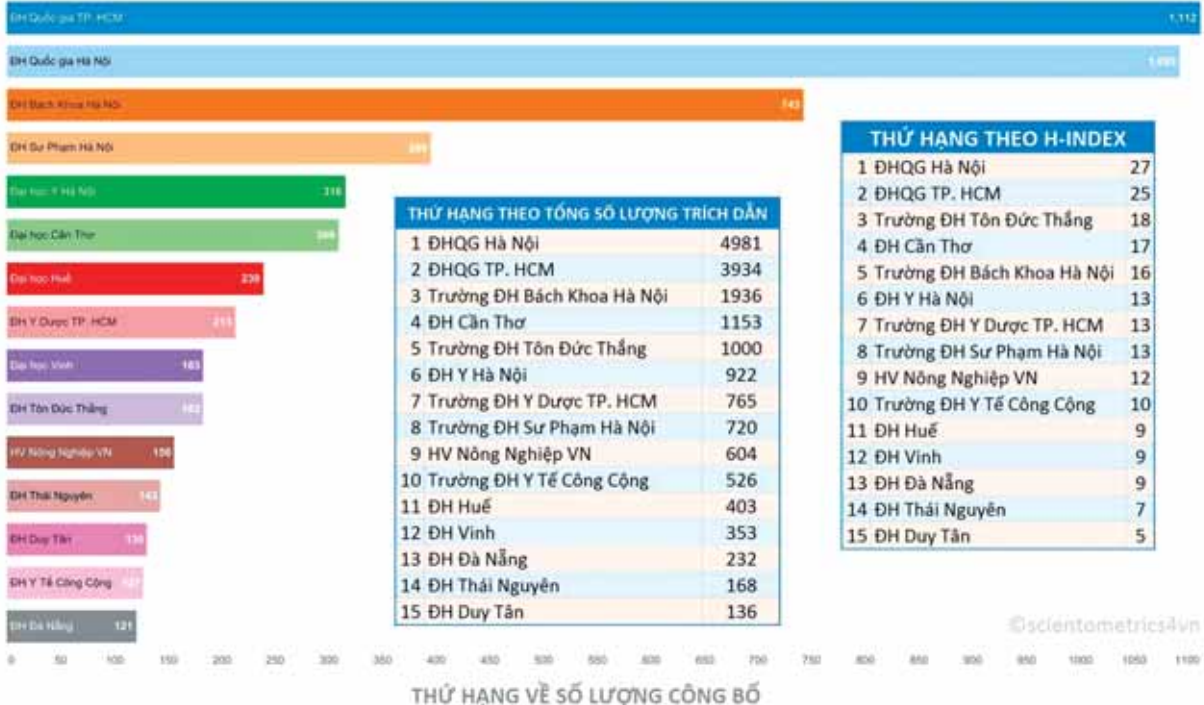 ĐH Quốc gia TP. HCM 1,112
ĐH Quốc gia Hà Nội
ĐH Bách Khoa Hà Nội 743
ĐH Sư Phạm Hà Nội
Đại học Y Hà Nội 316
Đại học Cần Thơ
Đại học Huế 239
ĐH Y Dược TP. HCM 213
Đại học Vinh 183
ĐH Tôn Đức Thắng 182
HV Nông Nghiệp VN 156
ĐH Thái Nguyên 143
ĐH Duy Tân 130
ĐH Y Tế Công Cộng 127
ĐH Đà Nẵng 121
0 50 100 150 200 250 300 350 400 450 500 550 600 650 700 750 800 850 900 950 1000 1050 1100
THỨ HẠNG VỀ SỐ LƯỢNG CÔNG BỐ
THỨ HẠNG THEO TỔNG SỐ LƯỢNG TRÍCH DẪN
1 ĐHQG Hà Nội 4981
2 ĐHQG TP. HCM 3934
3 Trường ĐH Bách Khoa Hà Nội 1936
4 ĐH Cần Thơ 1153
5 Trường ĐH Tôn Đức Thắng 1000
6 ĐH Y Hà Nội 922
7 Trường ĐH Y Dược TP. HCM 765
8 Trường ĐH Sư Phạm Hà Nội 720
9 HV Nông Nghiệp VN 604
10 Trường ĐH Y Tế Công Cộng 526
11 ĐH Huế 403
12 ĐH Vinh 353
13 ĐH Đà Nẵng 232
14 ĐH Thái Nguyên 168
15 ĐH Duy Tân 136
THỨ HẠNG THEO H-INDEX
1 ĐHQG Hà Nội 27
2 ĐHQG TP. HCM 25
3 Trường ĐH Tôn Đức Thắng 18
4 ĐH Cần Thơ 17
5 Trường ĐH Bách Khoa Hà Nội 16
6 ĐH Y Hà Nội 13
7 Trường ĐH Y Dược TP. HCM 13
8 Trường ĐH Sư Phạm Hà Nội 13
9 HV Nông Nghiệp VN 12
10 Trường ĐH Y Tế Công Cộng 10
11 ĐH Huế 9
12 ĐH Vinh 9
13 ĐH Đà Nẵng 9
14 ĐH Thái Nguyên 7
15 ĐH Duy Tân 5
©scientometrics4vn